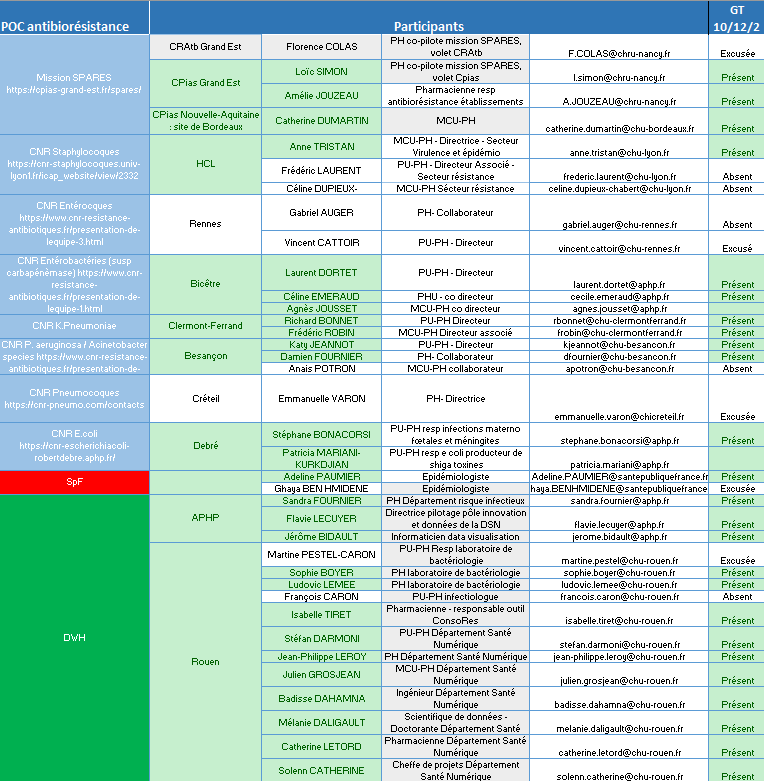 POC antibiorésistance Participants GT 10/12/2
Mission SPARES
https://cpias-grand-est.fr/spares/
CRAtb Grand Est Florence COLAS PH co-pilote mission SPARES, volet CRAtb F.COLAS@chru-nancy.fr Excusée
CPias Grand Est Loïc SIMON PH co-pilote mission SPARES, volet Cpias l.simon@chru-nancy.fr Présent
Amélie JOUZEAU Pharmacienne resp antibiorésistance établissements A.JOUZEAU@chru-nancy.fr Présent
CPias Nouvelle-Aquitaine : site de Bordeaux Catherine DUMARTIN MCU-PH catherine.dumartin@chu-bordeaux.fr Présent
CNR Staphylocoques
https://cnr-staphylocoques.univ-lyon1.fr/icap_website/view/2332
HCL Anne TRISTAN MCU-PH - Directrice - Secteur Virulence et épidémio anne.tristan@chu-lyon.fr Présent
Frédéric LAURENT PU-PH - Directeur Associé - Secteur résistance frederic.laurent@chu-lyon.fr Absent
Céline DUPIEUX- MCU-PH Sécteur résistance celine.dupieux-chabert@chu-lyon.fr Absent
CNR Entérocques
https://www.cnr-resistance-antibiotiques.fr/presentation-de-lequipe-3.html
Rennes Gabriel AUGER PH- Collaborateur gabriel.auger@chu-rennes.fr Absent
Vincent CATTOIR PU-PH - Directeur vincent.cattoir@chu-rennes.fr Excusé
CNR Entérobactéries (susp carbapénèmase) https://www.cnr-resistance-antibiotiques.fr/presentation-de-lequipe-1.html
Bicêtre Laurent DORTET PU-PH - Directeur laurent.dortet@aphp.fr Présent
Céline EMERAUD PHU - co directeur cecile.emeraud@aphp.fr Présent
Agnès JOUSSET MCU-PH co directeur agnes.jousset@aphp.fr Présent
CNR K.Pneumoniae Clermont-Ferrand Richard BONNET PU-PH Directeur rbonnet@chu-clermontferrand.fr Présent
Frédéric ROBIN MCU-PH Directeur associé frobin@chu-clermontferrand.fr Présent
CNR P. aeruginosa / Acinetobacter species https://www.cnr-resistance-antibiotiques.fr/presentation-de-
Besançon Katy JEANNOT PU-PH - Directeur kjeannot@chu-besancon.fr Présent
Damien FOURNIER PH- Collaborateur dfournier@chu-besancon.fr Présent
Anais POTRON MCU-PH collaborateur apotron@chu-besancon.fr Absent
CNR Pneumocoques
https://cnr-pneumo.com/contacts
Créteil Emmanuelle VARON PH- Directrice emmanuelle.varon@chicreteil.fr Excusée
CNR E.coli
https://cnr-escherichiacoli-robertdebre.aphp.fr/
Debré Stéphane BONACORSI PU-PH resp infections materno fœtales et méningites stephane.bonacorsi@aphp.fr Présent
Patricia MARIANI-KURKDJIAN PU-PH resp e coli producteur de shiga toxines patricia.mariani@aphp.fr
SpF Adeline PAUMIER Epidémiologiste Adeline.PAUMIER@santepubliquefrance.fr Présent
Ghaya BEN HMIDENE Epidémiologiste haya.BENHMIDENE@santepubliquefrance Excusée
DWH
APHP Sandra FOURNIER PH Département risque infectieux sandra.fournier@aphp.fr Présent
Flavie LECUYER Directrice pilotage pôle innovation et données de la DSN flavie.lecuyer@aphp.fr Présent
Jérôme BIDAULT Informaticien data visualisation jerome.bidault@aphp.fr Présent
Rouen Martine PESTEL-CARON PU-PH Resp laboratoire de bactériologie martine.pestel@chu-rouen.fr Excusée
Sophie BOYER PH laboratoire de bactériologie sophie.boyer@chu-rouen.fr Présent
Ludovic LEMEE PH laboratoire de bactériologie ludovic.lemee@chu-rouen.fr Présent
François CARON PU-PH infectiologue francois.caron@chu-rouen.fr Absent
Isabelle TIRET Pharmacienne - responsable outil ConsoRes isabelle.tiret@chu-rouen.fr Présent
Stéfan DARMONI PU-PH Département Santé Numérique stefan.darmoni@chu-rouen.fr Présent
Jean-Philippe LEROY PH Département Santé Numérique jean-philippe.leroy@chu-rouen.fr Présent
Julien GROSJEAN MCU-PH Département Santé Numérique julien.grosjean@chu-rouen.fr Présent
Badisse DAHAMNA Ingénieur Département Santé Numérique badisse.dahamna@chu-rouen.fr Présent
Mélanie DALIGAULT Scientifique de données - Doctorante Département Santé melanie.daligault@chu-rouen.fr Présent
Catherine LETORD Pharmacienne Département Santé Numérique catherine.letord@chu-rouen.fr Présent
Solenn CATHERINE Cheffe de projets Département Santé Numérique solenn.catherine@chu-rouen.fr Présent